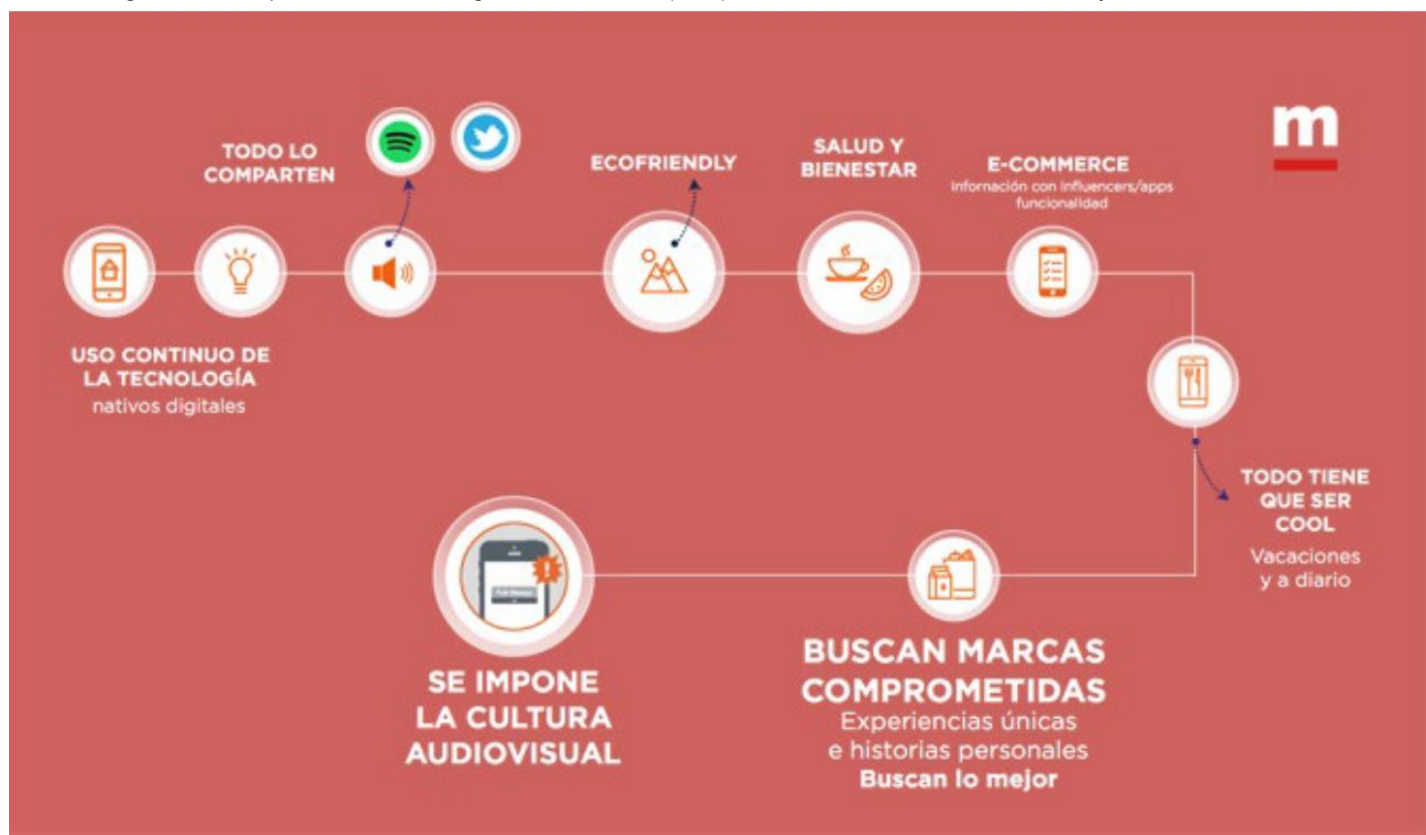 m
TODO LO
COMPARTEN
ECOFRIENDLY
SALUD Y
BIENESTAR
E-COMMERCE
Infornación con influencers/apps
funcionalidad
USO CONTINUO DE
LA TECNOLOGÍA
nativos digitales
TODO TIENE
QUE SER
COOL
Vacaciones
y a diario
SE IMPONE
LA CULTURA
AUDIOVISUAL
BUSCAN MARCAS
COMPROMETIDAS
Experiencias únicas
e historias personales
Buscan lo mejor